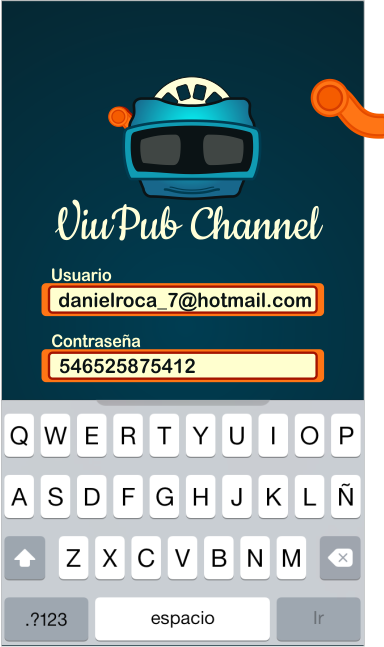 ViuPub Channel
Usuario
danielroca_7@hotmail.com
Contraseña
546525875412
Q W E R T Y U I O P
A S D F G H J K L Ñ
Z X C V B N M
.?123 espacio Ir